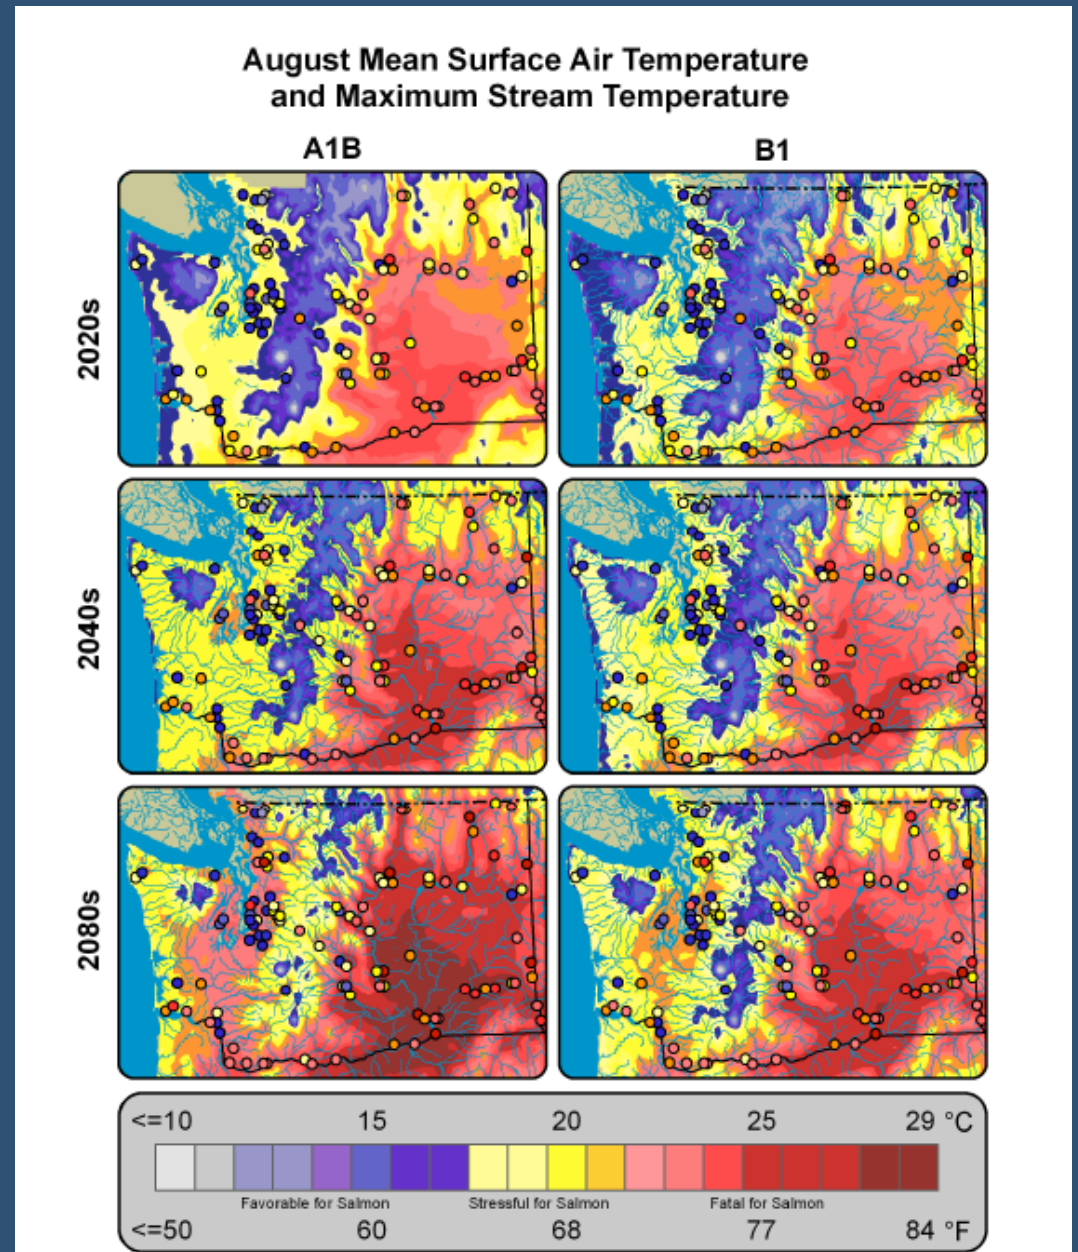 August Mean Surface Air Temperature
and Maximum Stream Temperature
A1B B1
2020s
2040s
2080s
<=10 15 20 25 29 °C
Favorable for Salmon Stressful for Salmon Fatal for Salmon
<=50 60 68 77 84 °F